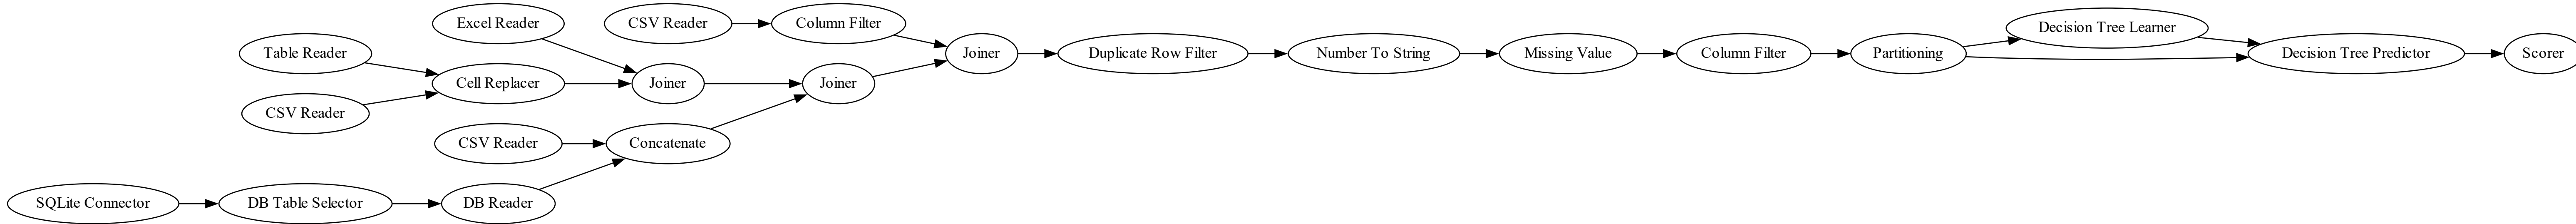 Excel Reader
CSV Reader
Column Filter
Table Reader
Joiner
Duplicate Row Filter
Number To String
Missing Value
Column Filter
Partitioning
Decision Tree Learner
Decision Tree Predictor
Scorer
Cell Replacer
Joiner
Joiner
CSV Reader
CSV Reader
Concatenate
SQLite Connector
DB Table Selector
DB Reader